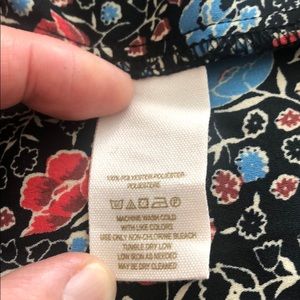 100% POLYESTER-POLYESTER
POLYESTERE
MACHINE WASH COLD
WITH LIKE COLORS
USE ONLY NON-CHLORINE BLEACH
TUMBLE DRY LOW
LOW IRON AS NEEDED
MAY BE DRY CLEANED